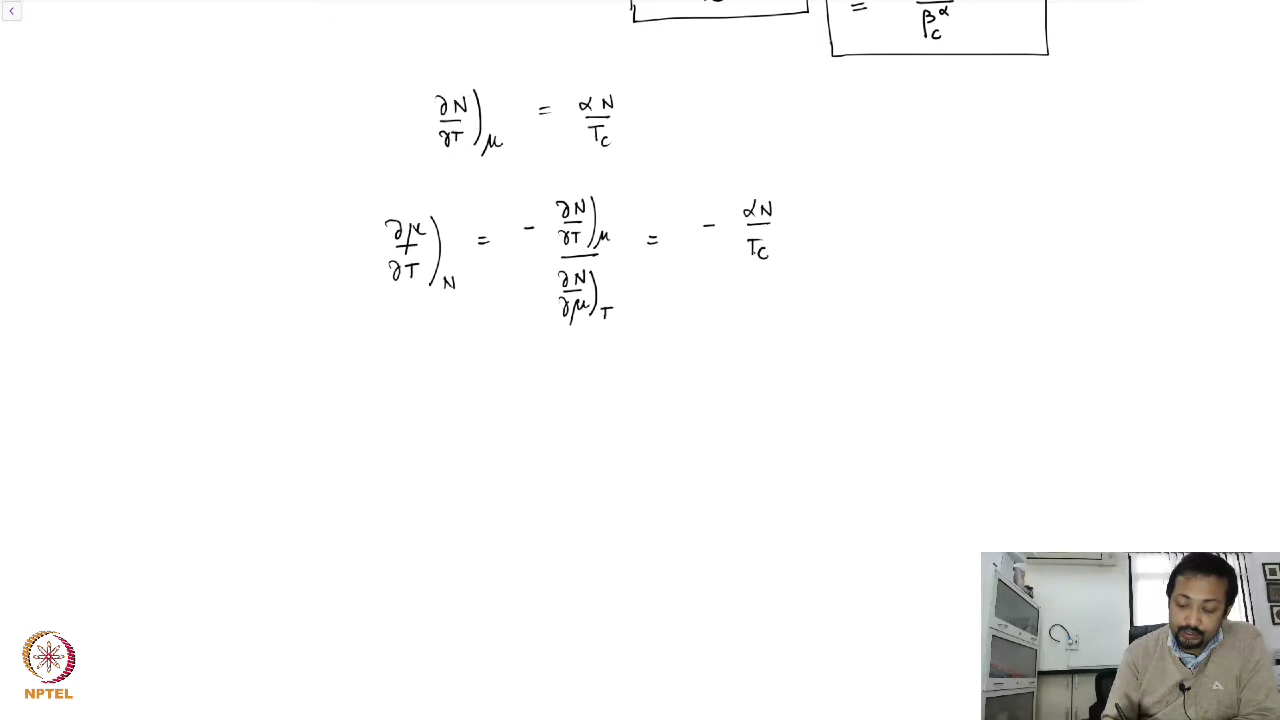 = β_c^α
∂N/∂T)_μ = αN/T_c
∂μ/∂T)_N = - ∂N/∂T)_μ / ∂N/∂μ)_T = - αN/T_c
NPTEL